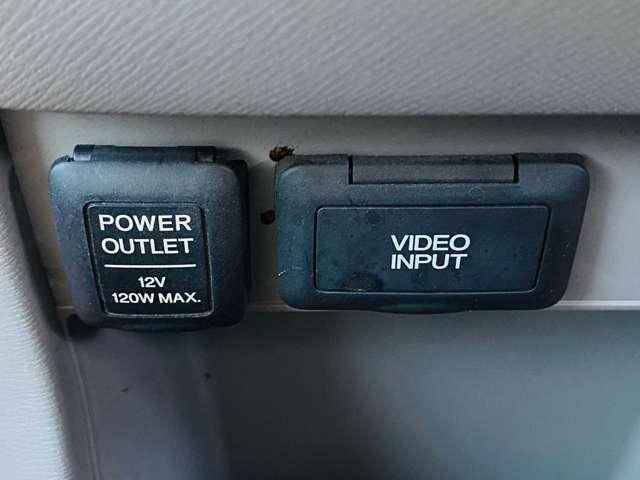 POWER
OUTLET
12V
120W MAX.
VIDEO
INPUT